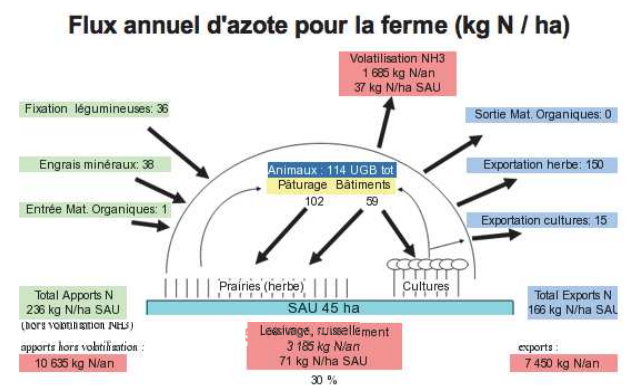 Flux annuel d'azote pour la ferme (kg N / ha)
Volatilisation NH3
1 685 kg N/an
37 kg N/ha SAU
Fixation légumineuses: 36
Sortie Mat. Organiques: 0
Engrais minéraux: 38
Animaux : 114 UGB tot
Exportation herbe: 150
Pâturage Bâtiments
102 59
Entrée Mat. Organiques: 1
Exportation cultures: 15
Prairies (herbe) Cultures
Total Apports N
236 kg N/ha SAU
SAU 45 ha
Total Exports N
166 kg N/ha SAU
(hors volatilisation NH3)
Lessivage, ruissellement
3 185 kg N/an
71 kg N/ha SAU
apports hors volatilisation :
10 635 kg N/an
exports :
7 450 kg N/an
30 %